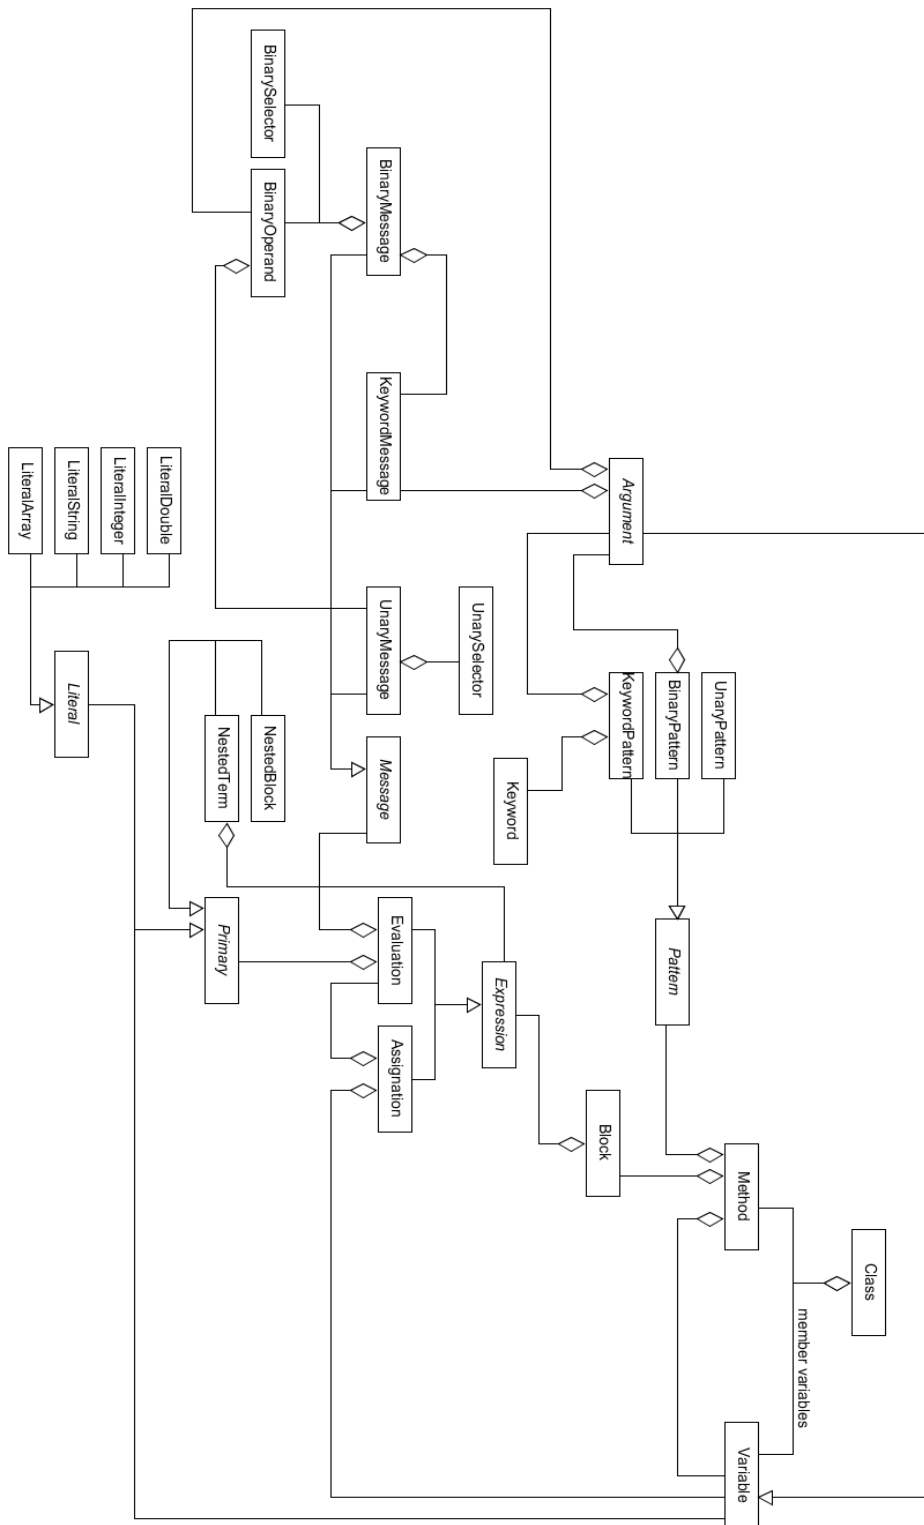 Class
member variables
Method
Variable
Block
Pattern
UnaryPattern
BinaryPattern
KeywordPattern
Keyword
Argument
Expression
Evaluation
Assignation
Message
UnarySelector
UnaryMessage
KeywordMessage
BinaryMessage
BinarySelector
BinaryOperand
NestedBlock
NestedTerm
Primary
Literal
LiteralDouble
LiteralInteger
LiteralString
LiteralArray